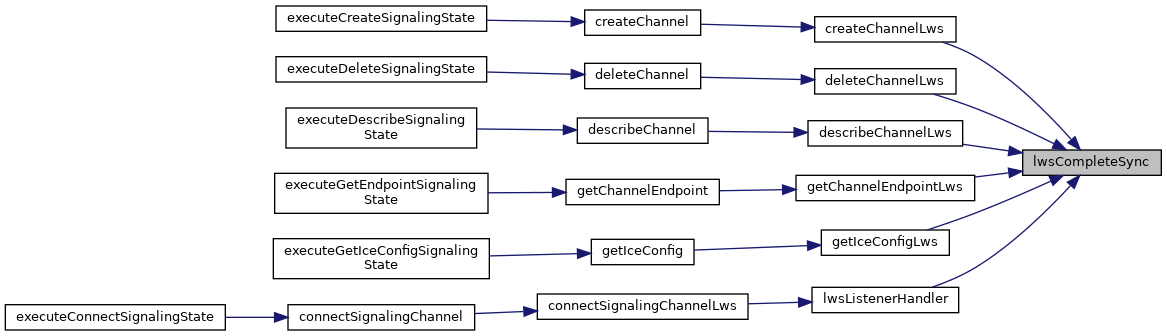 executeCreateSignalingState
createChannel
createChannelLws
executeDeleteSignalingState
deleteChannel
deleteChannelLws
executeDescribeSignaling
State
describeChannel
describeChannelLws
lwsCompleteSync
executeGetEndpointSignaling
State
getChannelEndpoint
getChannelEndpointLws
executeGetIceConfigSignaling
State
getIceConfig
getIceConfigLws
executeConnectSignalingState
connectSignalingChannel
connectSignalingChannelLws
lwsListenerHandler